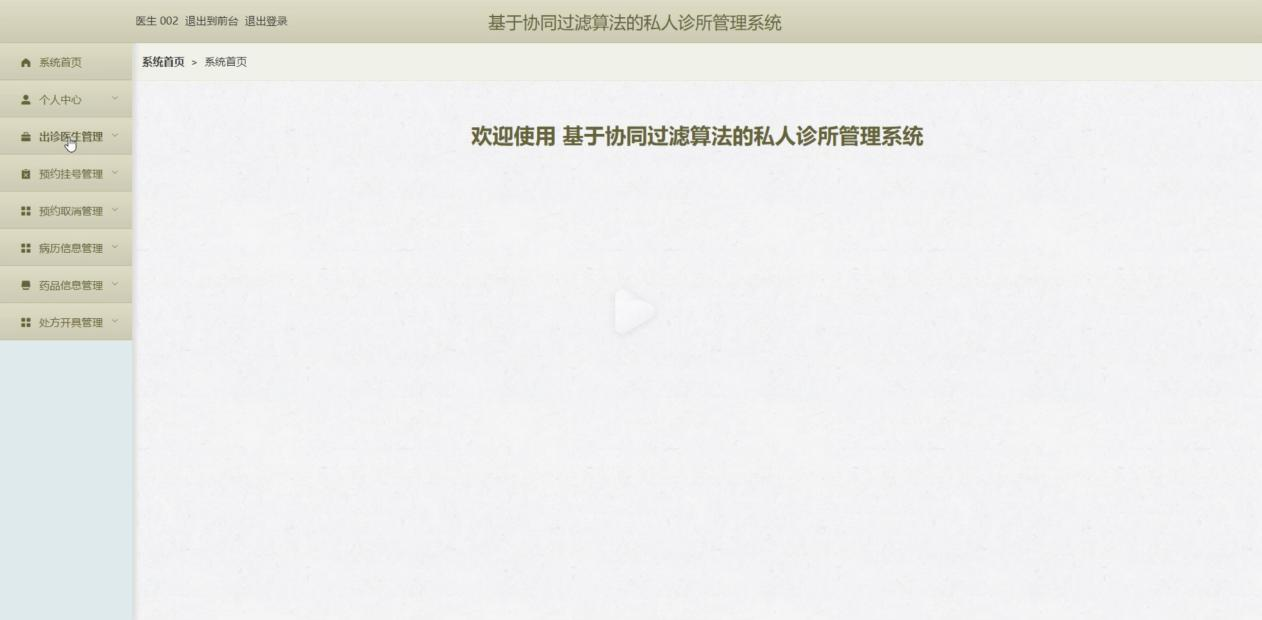 医生 002 退出到前台 退出登录
基于协同过滤算法的私人诊所管理系统
系统首页 > 系统首页
系统首页
个人中心
出诊医生管理
预约挂号管理
预约取消管理
病历信息管理
药品信息管理
处方开具管理
欢迎使用 基于协同过滤算法的私人诊所管理系统